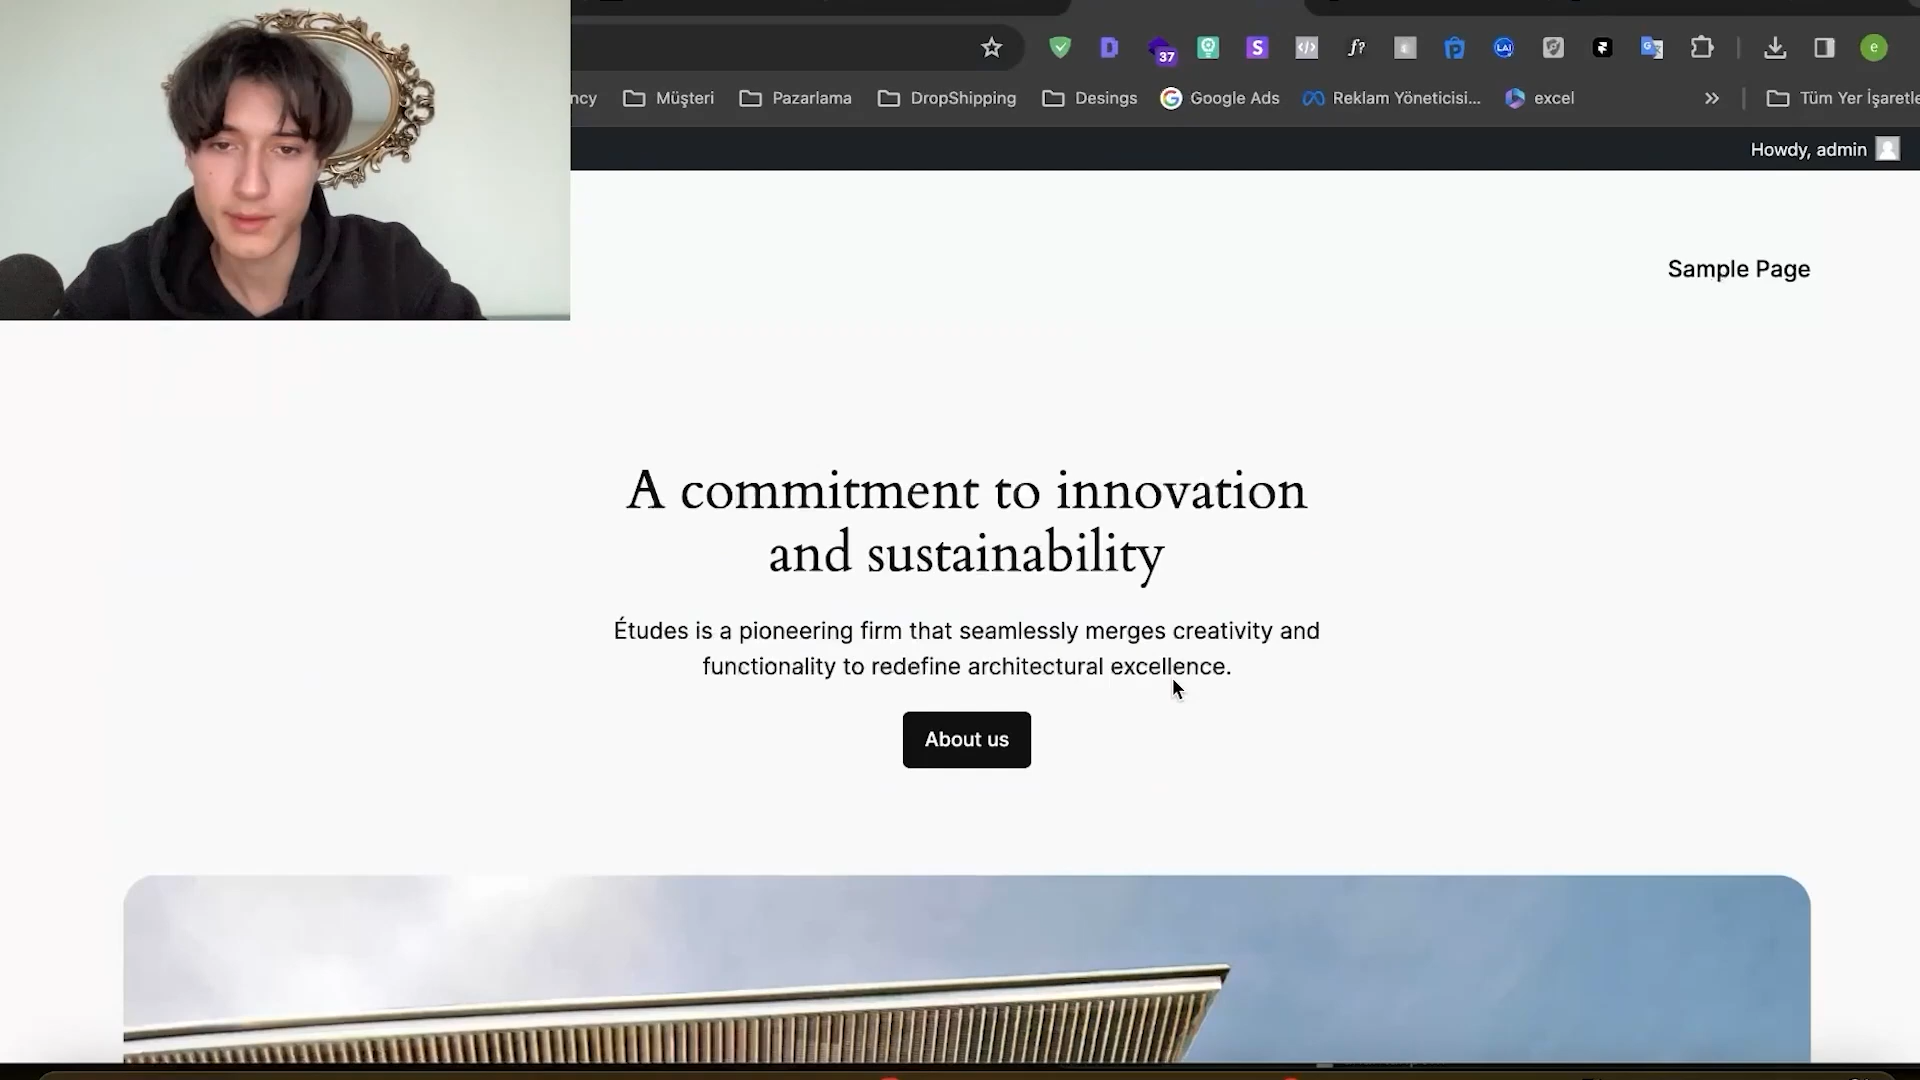 37
S
</>
f?
LAI
e
ncy
Müşteri
Pazarlama
DropShipping
Desings
Google Ads
Reklam Yöneticisi...
excel
»
Tüm Yer İşaretle
Howdy, admin
Sample Page
A commitment to innovation
and sustainability
Études is a pioneering firm that seamlessly merges creativity and
functionality to redefine architectural excellence.
About us